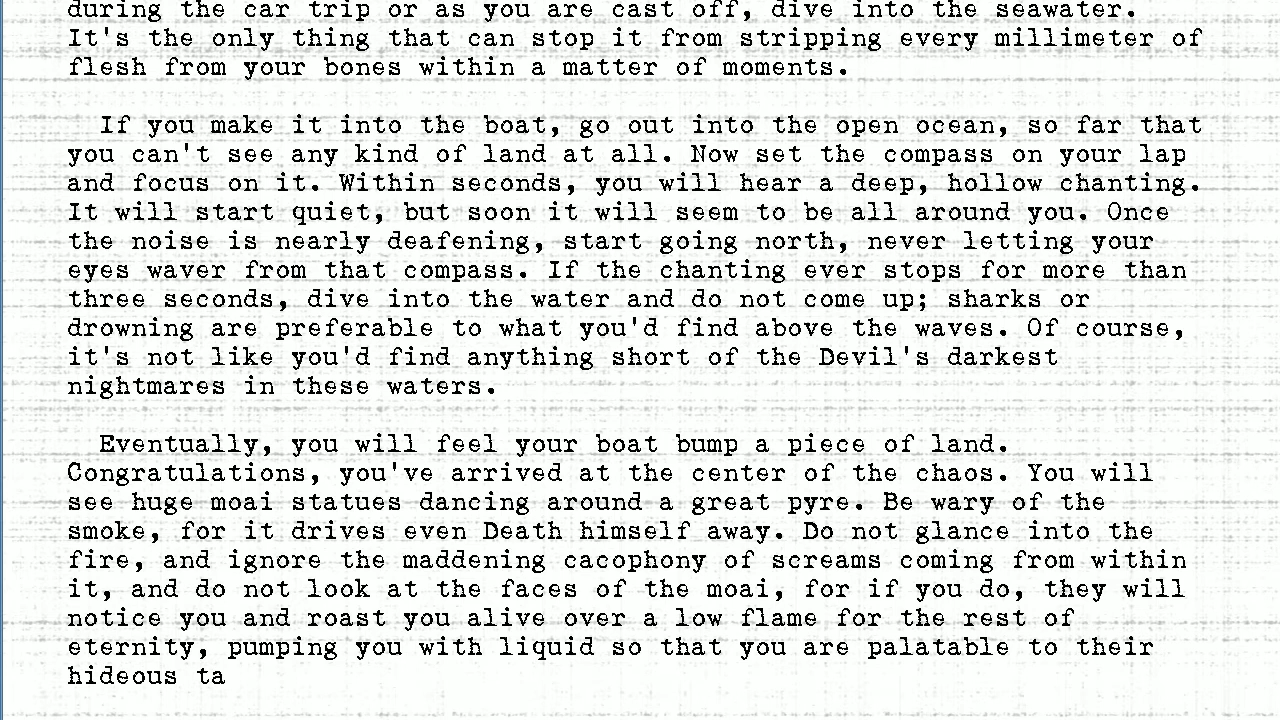 during the car trip or as you are cast off, dive into the seawater.
It's the only thing that can stop it from stripping every millimeter of
flesh from your bones within a matter of moments.
If you make it into the boat, go out into the open ocean, so far that
you can't see any kind of land at all. Now set the compass on your lap
and focus on it. Within seconds, you will hear a deep, hollow chanting.
It will start quiet, but soon it will seem to be all around you. Once
the noise is nearly deafening, start going north, never letting your
eyes waver from that compass. If the chanting ever stops for more than
three seconds, dive into the water and do not come up; sharks or
drowning are preferable to what you'd find above the waves. Of course,
it's not like you'd find anything short of the Devil's darkest
nightmares in these waters.
Eventually, you will feel your boat bump a piece of land.
Congratulations, you've arrived at the center of the chaos. You will
see huge moai statues dancing around a great pyre. Be wary of the
smoke, for it drives even Death himself away. Do not glance into the
fire, and ignore the maddening cacophony of screams coming from within
it, and do not look at the faces of the moai, for if you do, they will
notice you and roast you alive over a low flame for the rest of
eternity, pumping you with liquid so that you are palatable to their
hideous ta